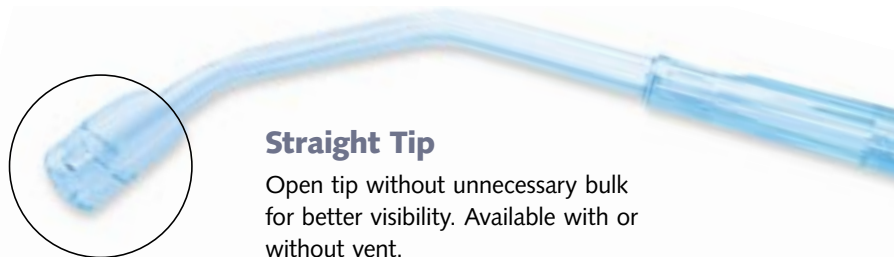 Straight Tip
Open tip without unnecessary bulk
for better visibility. Available with or
without vent.